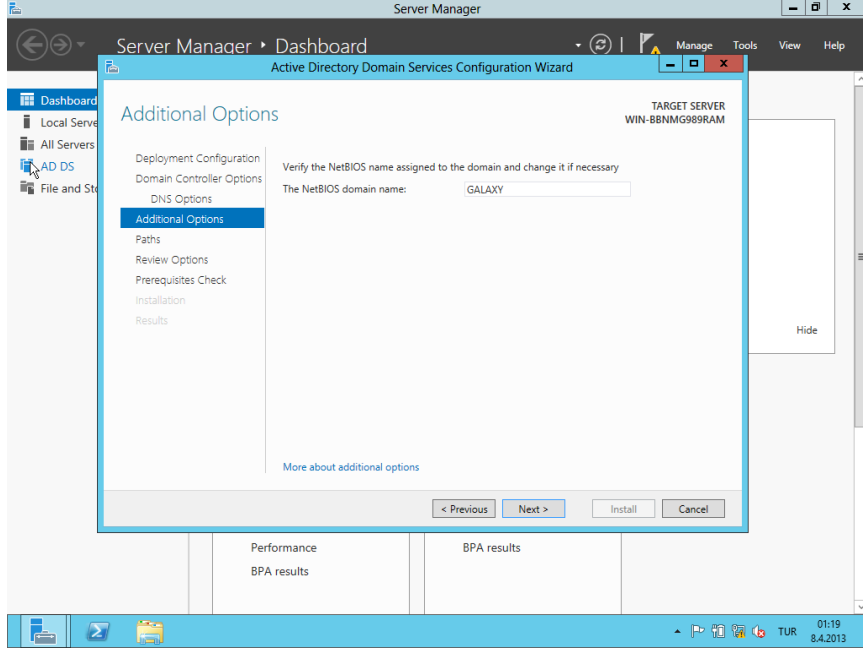 Server Manager
Server Manager • Dashboard
Manage Tools View Help
Active Directory Domain Services Configuration Wizard
Dashboard
Local Serve
All Servers
AD DS
File and Sto
Additional Options
TARGET SERVER
WIN-BBNMG989RAM
Deployment Configuration
Domain Controller Options
DNS Options
Additional Options
Paths
Review Options
Prerequisites Check
Installation
Results
Verify the NetBIOS name assigned to the domain and change it if necessary
The NetBIOS domain name: GALAXY
More about additional options
Hide
< Previous Next > Install Cancel
Performance
BPA results
BPA results
TUR
01:19
8.4.2013